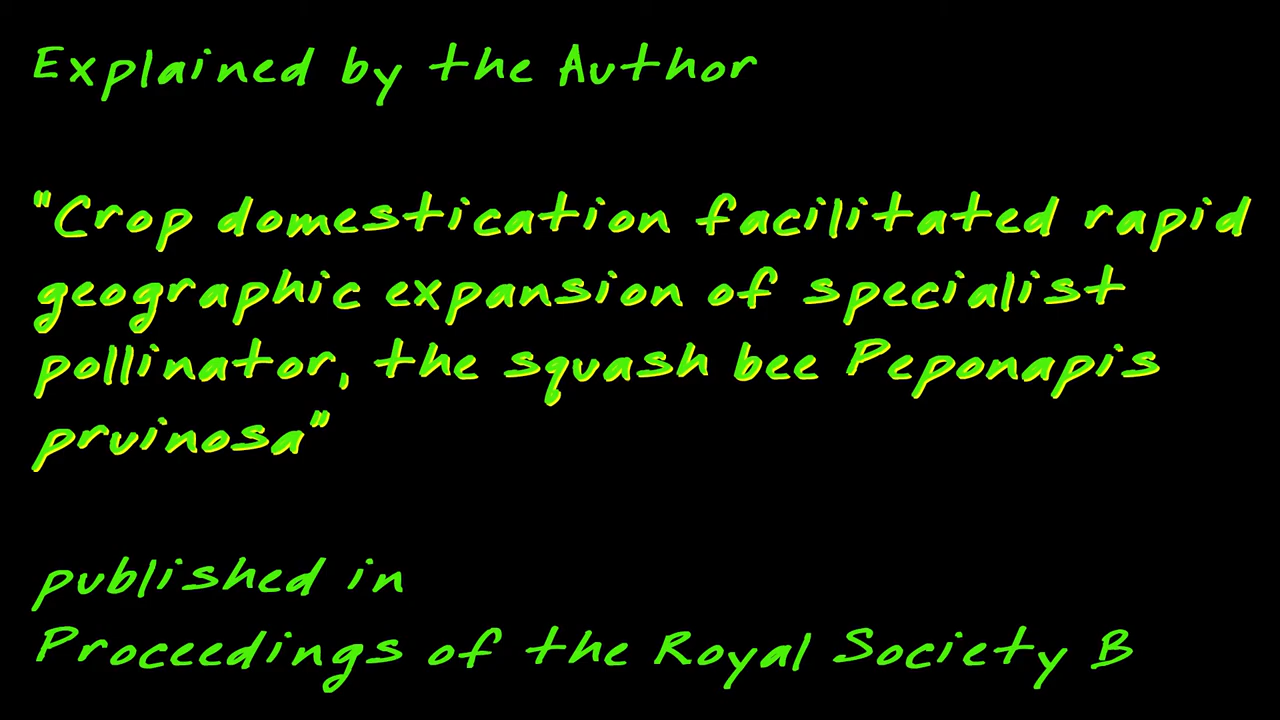 Explained by the Author
"Crop domestication facilitated rapid
geographic expansion of specialist
pollinator, the squash bee Peponapis
pruinosa"
published in
Proceedings of the Royal Society B